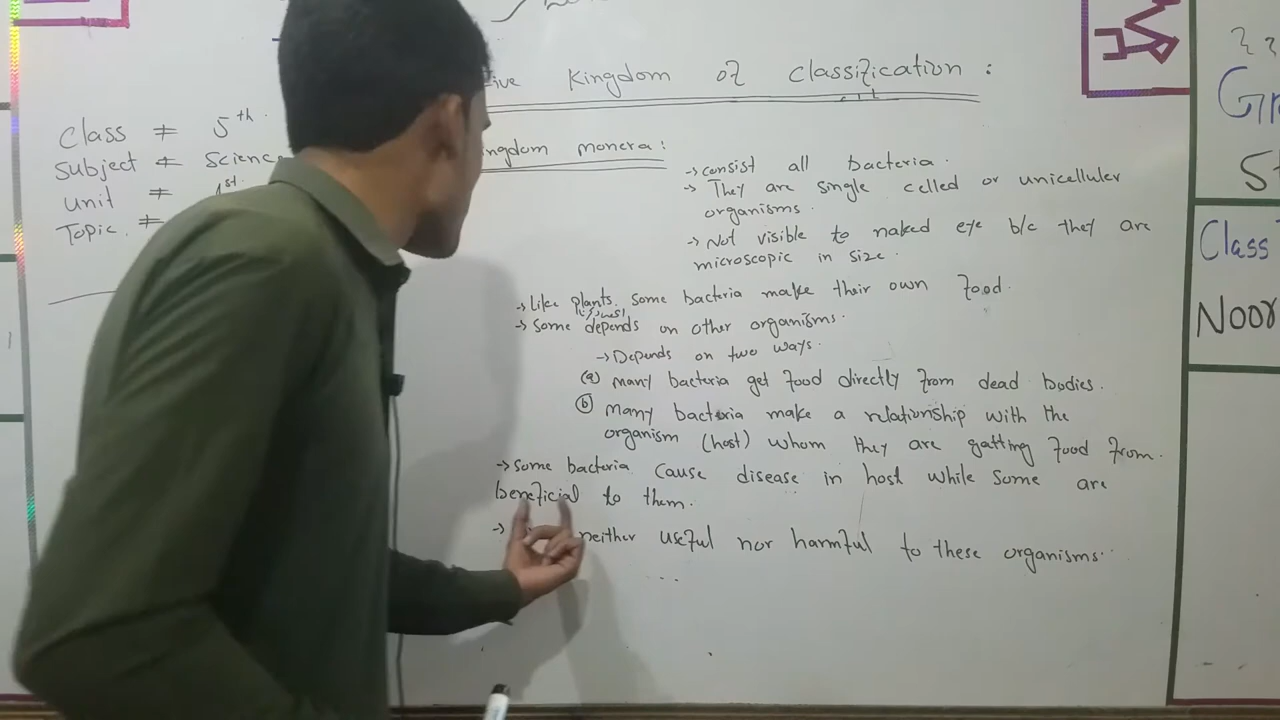 Kingdom of classification :
Class = 5th
Subject = Science
Unit = 1st
Topic =
Kingdom monera :
→ consist all bacteria.
→ They are single celled or unicelluler
organisms.
→ Not visible to naked eye b/c they are
microscopic in size.
→ Like plants, some bacteria make their own food.
→ Some depends on other organisms.
→ Depends on two ways.
(a) many bacteria get food directly from dead bodies.
(b) many bacteria make a relationship with the
organism (host) whom they are gatting food from.
→ some bacteria cause disease in host while some are
beneficial to them.
→ neither useful nor harmful to these organisms.
Class
Noor